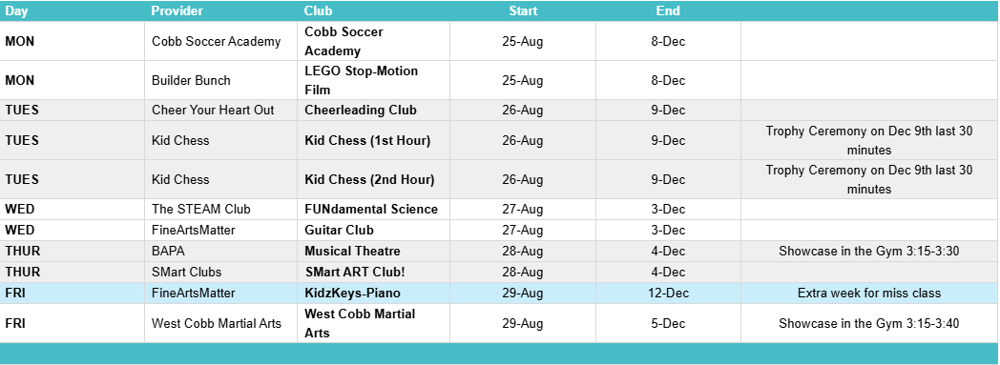 Day Provider Club Start End
MON Cobb Soccer Academy Cobb Soccer Academy 25-Aug 8-Dec
MON Builder Bunch LEGO Stop-Motion Film 25-Aug 8-Dec
TUES Cheer Your Heart Out Cheerleading Club 26-Aug 9-Dec
TUES Kid Chess Kid Chess (1st Hour) 26-Aug 9-Dec Trophy Ceremony on Dec 9th last 30 minutes
TUES Kid Chess Kid Chess (2nd Hour) 26-Aug 9-Dec Trophy Ceremony on Dec 9th last 30 minutes
WED The STEAM Club FUNdamental Science 27-Aug 3-Dec
WED FineArtsMatter Guitar Club 27-Aug 3-Dec
THUR BAPA Musical Theatre 28-Aug 4-Dec Showcase in the Gym 3:15-3:30
THUR SMart Clubs SMart ART Club! 28-Aug 4-Dec
FRI FineArtsMatter KidzKeys-Piano 29-Aug 12-Dec Extra week for miss class
FRI West Cobb Martial Arts West Cobb Martial Arts 29-Aug 5-Dec Showcase in the Gym 3:15-3:40